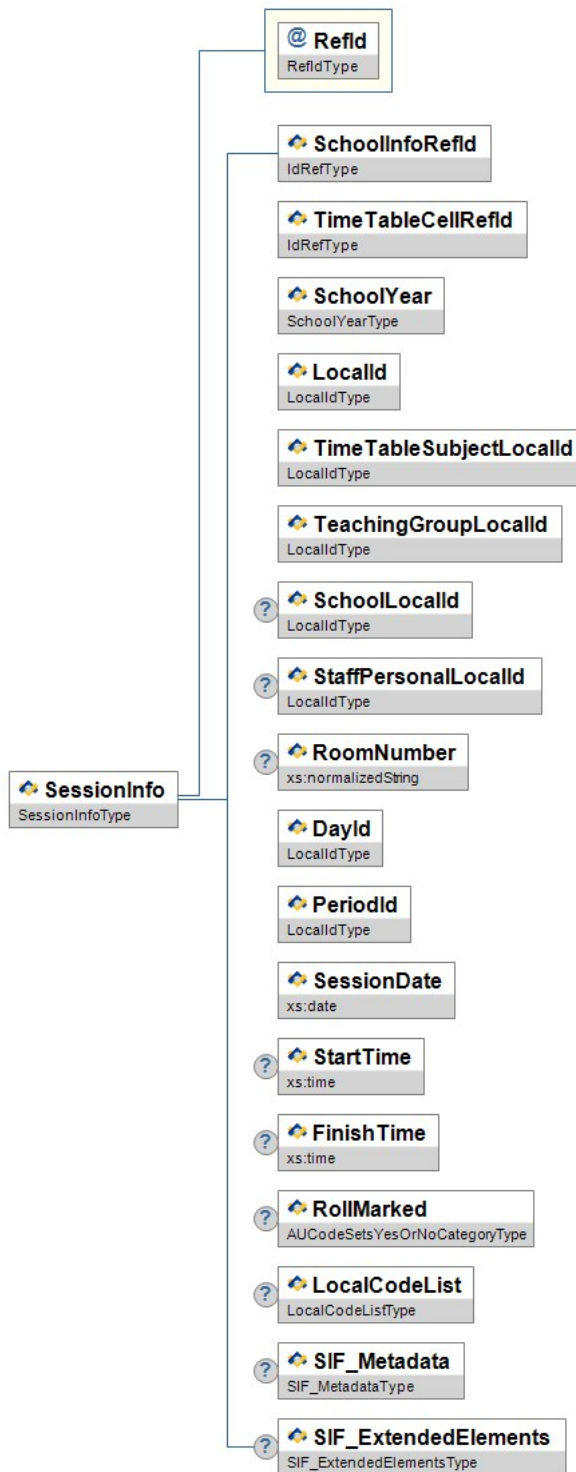 @ RefId
RefIdType
SchoolInfoRefId
IdRefType
TimeTableCellRefId
IdRefType
SchoolYear
SchoolYearType
LocalId
LocalIdType
TimeTableSubjectLocalId
LocalIdType
TeachingGroupLocalId
LocalIdType
? SchoolLocalId
LocalIdType
? StaffPersonalLocalId
LocalIdType
? RoomNumber
xs:normalizedString
SessionInfo
SessionInfoType
DayId
LocalIdType
PeriodId
LocalIdType
SessionDate
xs:date
? StartTime
xs:time
? FinishTime
xs:time
? RollMarked
AUCodeSetsYesOrNoCategoryType
? LocalCodeList
LocalCodeListType
? SIF_Metadata
SIF_MetadataType
? SIF_ExtendedElements
SIF_ExtendedElementsType